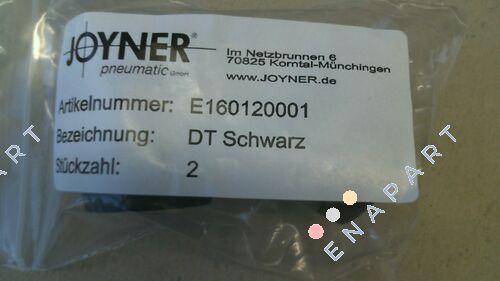 JOYNER®
pneumatic GmbH
Im Netzbrunnen 6
70825 Korntal-Münchingen
www.JOYNER.de
Artikelnummer: E160120001
Bezeichnung: DT Schwarz
Stückzahl: 2
ENAPART
ENAPART